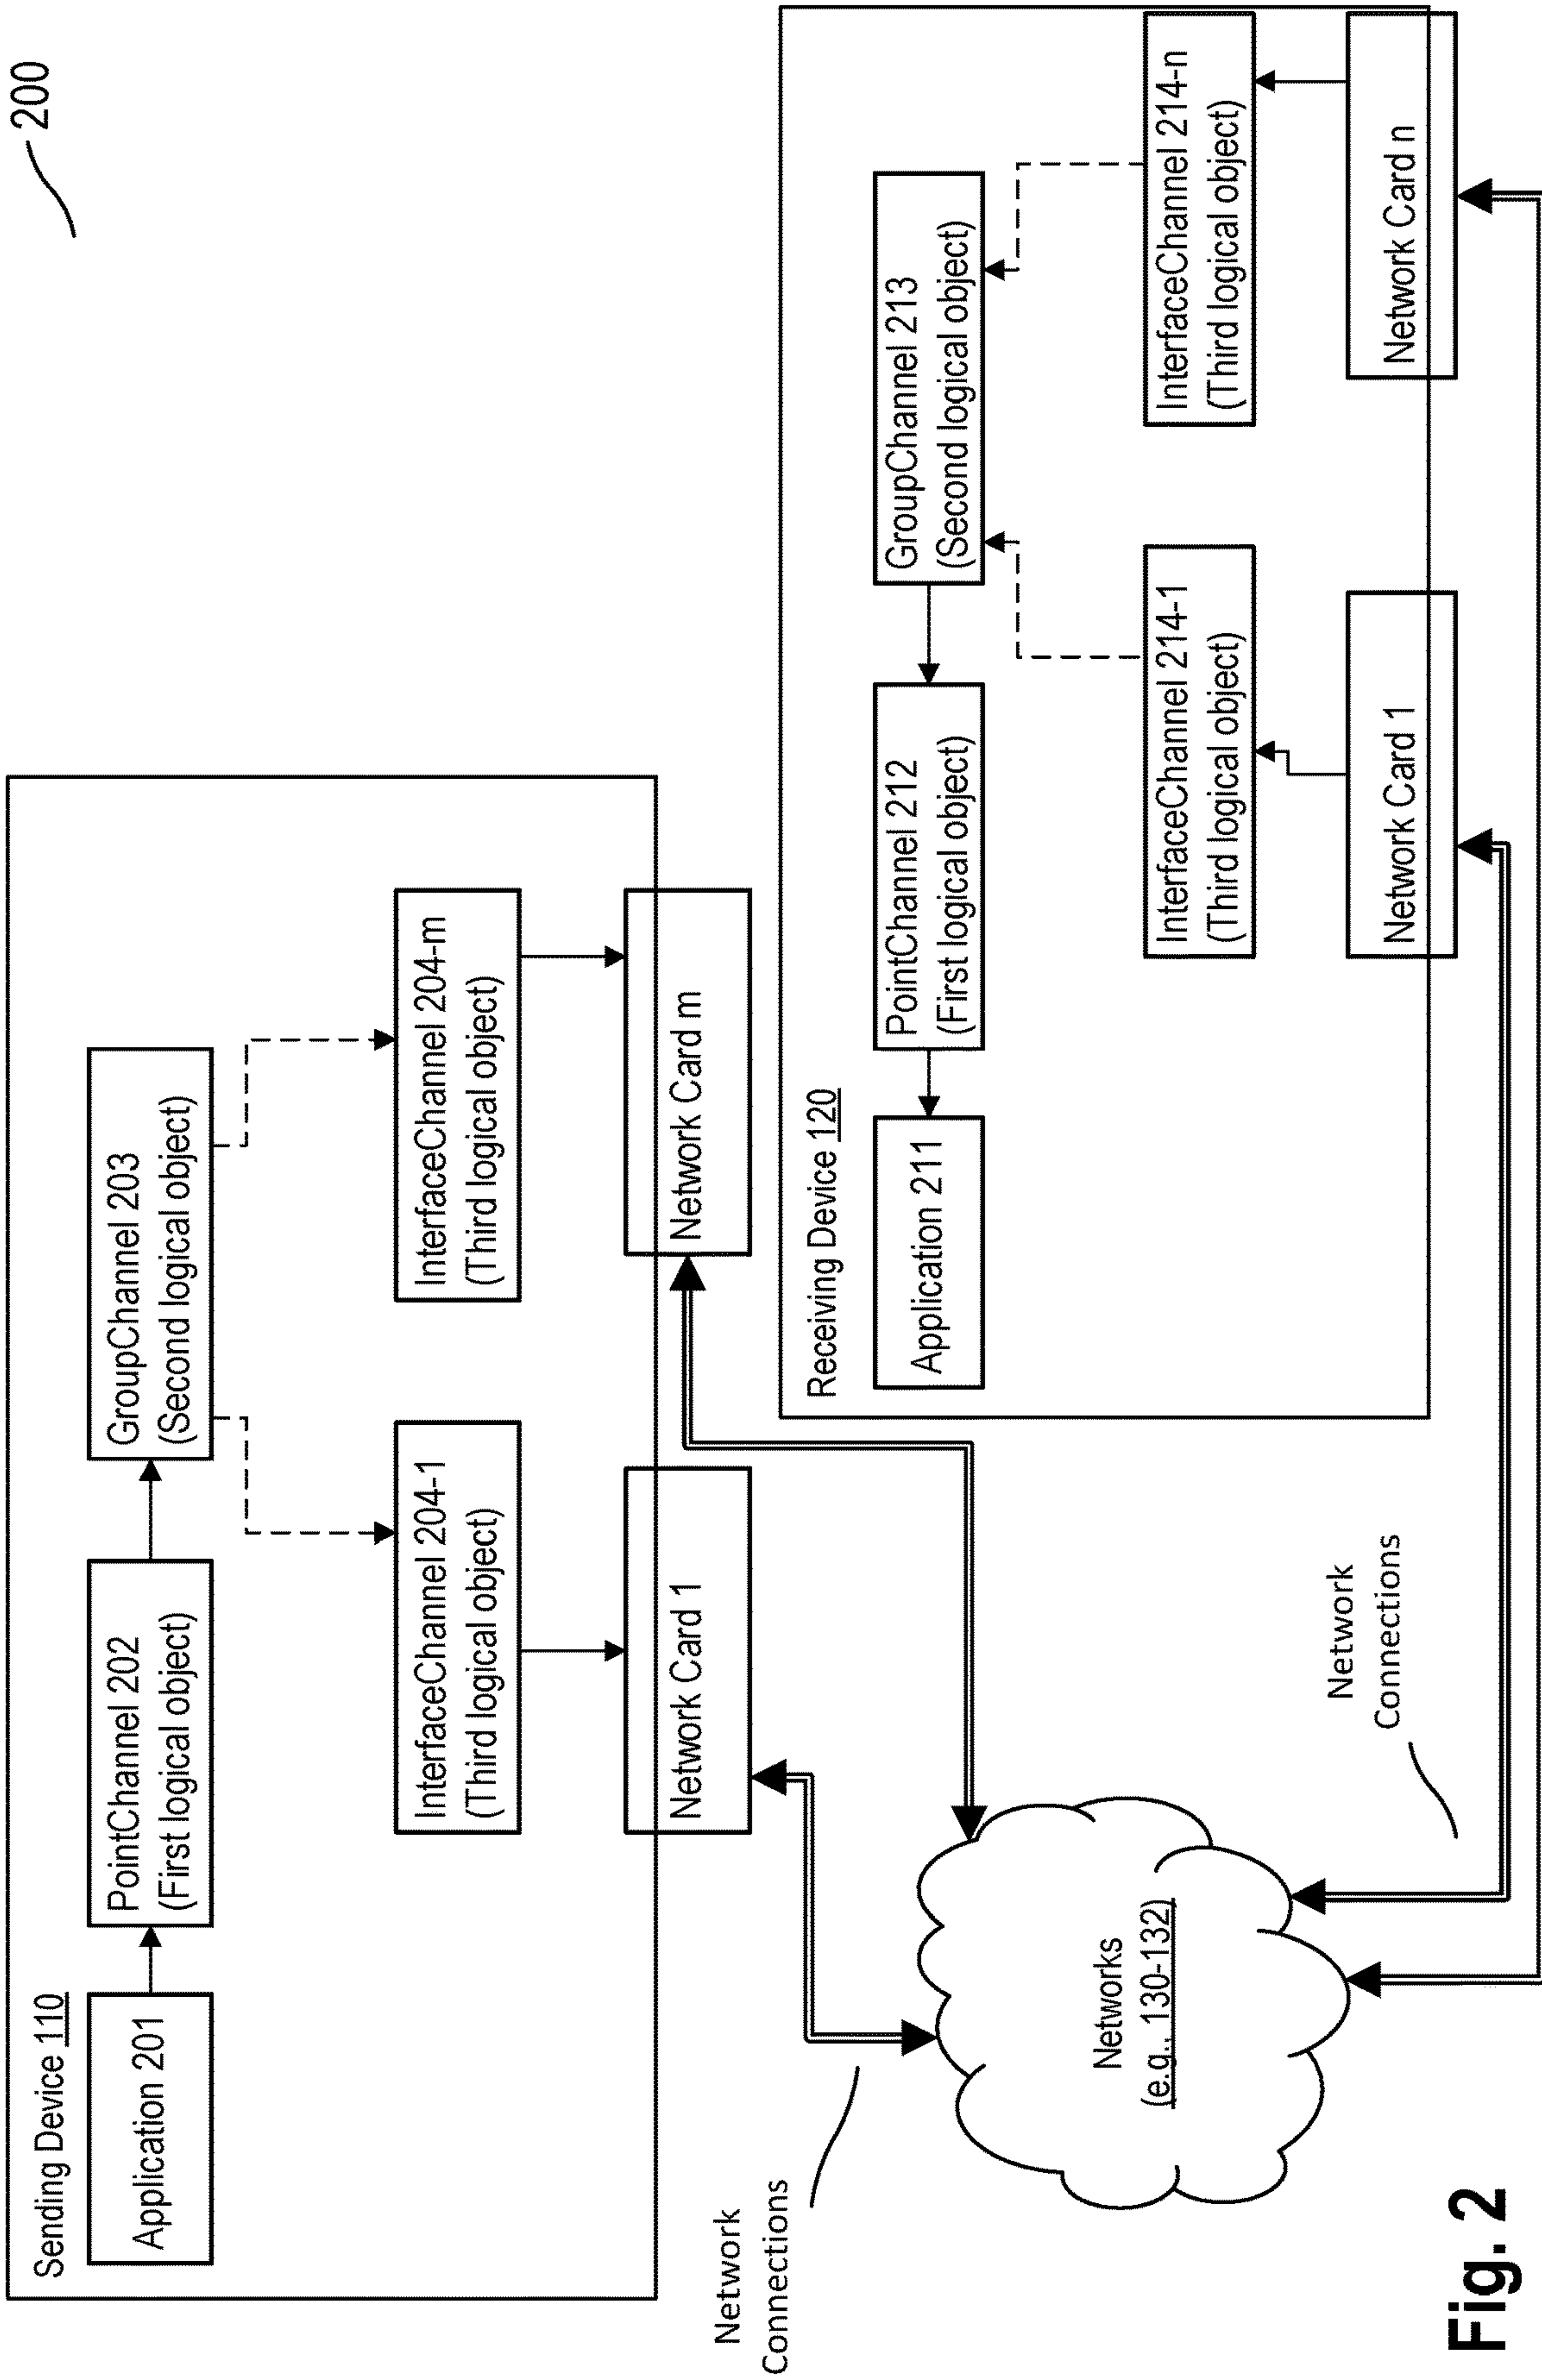 200
Sending Device 110
Application 201
PointChannel 202
(First logical object)
GroupChannel 203
(Second logical object)
InterfaceChannel 204-1
(Third logical object)
InterfaceChannel 204-m
(Third logical object)
Network Card 1
Network Card m
Network
Connections
Networks
(e.g., 130-132)
Receiving Device 120
Application 211
PointChannel 212
(First logical object)
GroupChannel 213
(Second logical object)
InterfaceChannel 214-1
(Third logical object)
InterfaceChannel 214-n
(Third logical object)
Network Card 1
Network Card n
Network
Connections
Fig. 2